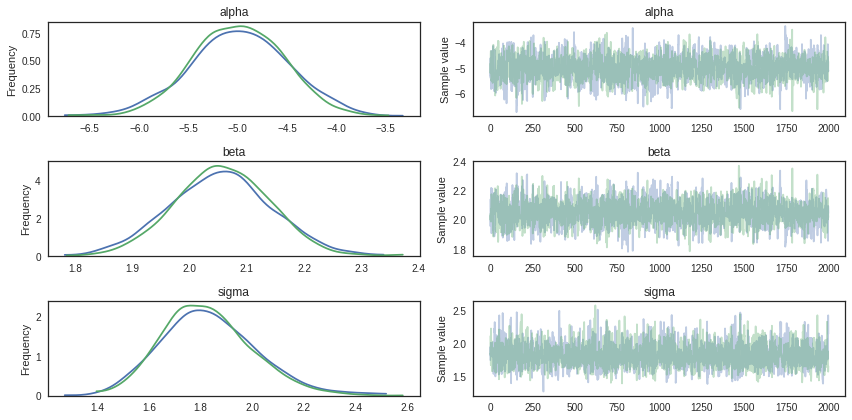 alpha
Frequency
0.75
0.50
0.25
0.00
−6.5 −6.0 −5.5 −5.0 −4.5 −4.0 −3.5
alpha
Sample value
−4
−5
−6
0 250 500 750 1000 1250 1500 1750 2000
beta
Frequency
4
2
0
1.8 1.9 2.0 2.1 2.2 2.3 2.4
beta
Sample value
2.4
2.2
2.0
1.8
0 250 500 750 1000 1250 1500 1750 2000
sigma
Frequency
2
1
0
1.4 1.6 1.8 2.0 2.2 2.4 2.6
sigma
Sample value
2.5
2.0
1.5
0 250 500 750 1000 1250 1500 1750 2000